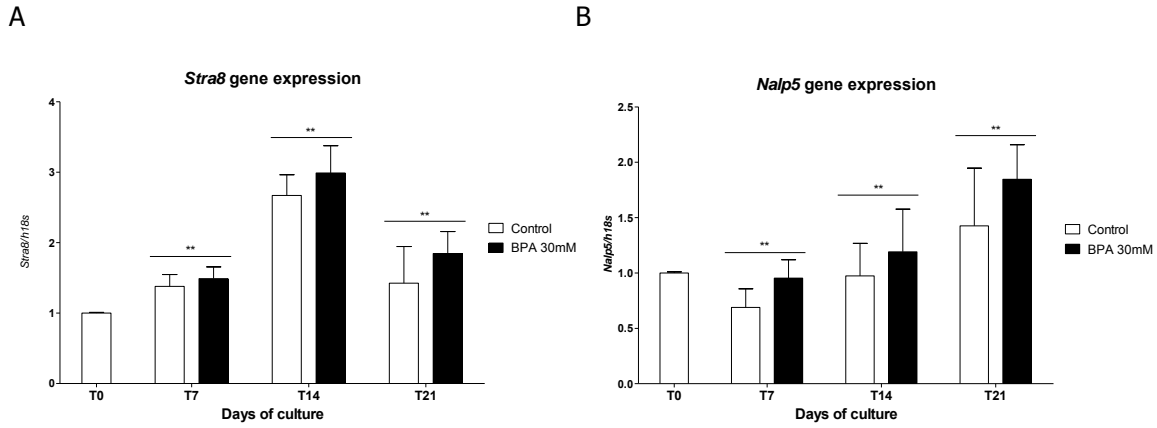 A
Stra8 gene expression
4
**
3
**
**
Stra8/h18s
2
1
0
T0 T7 T14 T21
Days of culture
Control
BPA 30mM
B
Nalp5 gene expression
2.5
**
2.0
**
1.5
**
Nalp5/h18s
1.0
0.5
0.0
T0 T7 T14 T21
Days of culture
Control
BPA 30mM